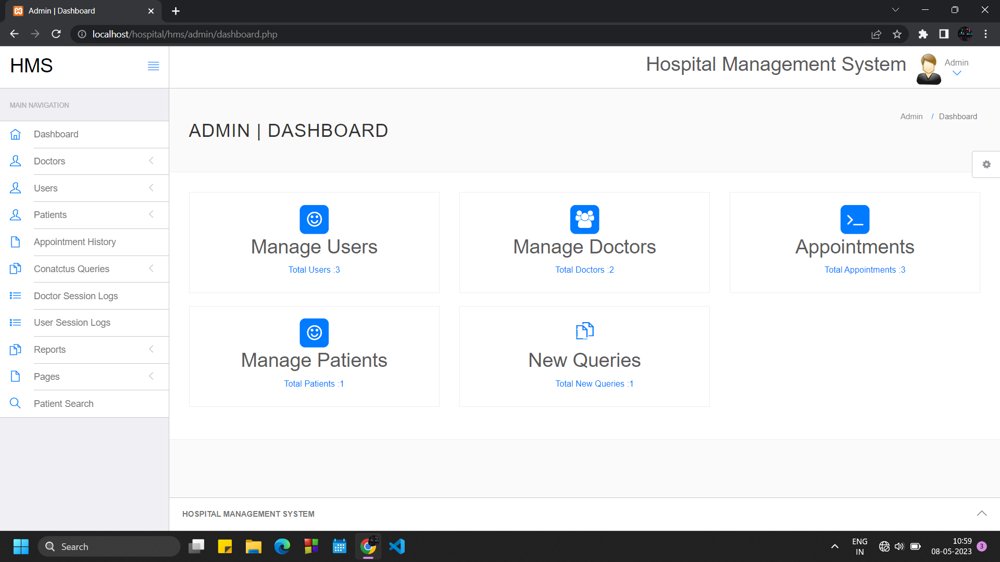 Admin | Dashboard
localhost/hospital/hms/admin/dashboard.php
HMS
Hospital Management System
Admin
MAIN NAVIGATION
Dashboard
Doctors
Users
Patients
Appointment History
Conatctus Queries
Doctor Session Logs
User Session Logs
Reports
Pages
Patient Search
ADMIN | DASHBOARD
Admin / Dashboard
Manage Users
Total Users :3
Manage Doctors
Total Doctors :2
Appointments
Total Appointments :3
Manage Patients
Total Patients :1
New Queries
Total New Queries :1
HOSPITAL MANAGEMENT SYSTEM
Search
ENG
IN
10:59
08-05-2023
3